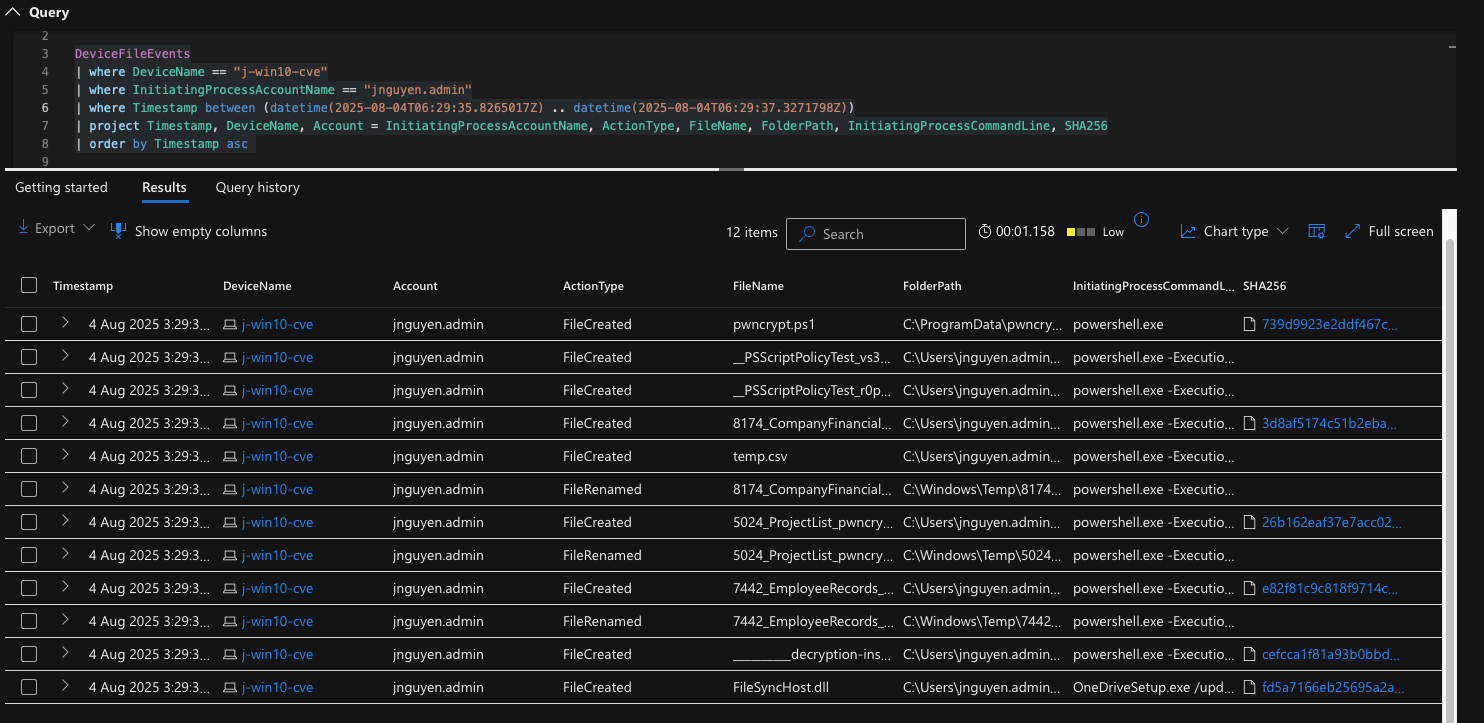 Query
2
3 DeviceFileEvents
4 | where DeviceName == "j-win10-cve"
5 | where InitiatingProcessAccountName == "jnguyen.admin"
6 | where Timestamp between (datetime(2025-08-04T06:29:35.8265017Z) .. datetime(2025-08-04T06:29:37.3271798Z))
7 | project Timestamp, DeviceName, Account = InitiatingProcessAccountName, ActionType, FileName, FolderPath, InitiatingProcessCommandLine, SHA256
8 | order by Timestamp asc
9
Getting started Results Query history
Export Show empty columns 12 items Search 00:01.158 Low Chart type Full screen
Timestamp DeviceName Account ActionType FileName FolderPath InitiatingProcessCommandL... SHA256
4 Aug 2025 3:29:3... j-win10-cve jnguyen.admin FileCreated pwncrypt.ps1 C:\ProgramData\pwncry... powershell.exe 739d9923e2ddf467c...
4 Aug 2025 3:29:3... j-win10-cve jnguyen.admin FileCreated __PSScriptPolicyTest_vs3... C:\Users\jnguyen.admin... powershell.exe -Executio...
4 Aug 2025 3:29:3... j-win10-cve jnguyen.admin FileCreated __PSScriptPolicyTest_r0p... C:\Users\jnguyen.admin... powershell.exe -Executio...
4 Aug 2025 3:29:3... j-win10-cve jnguyen.admin FileCreated 8174_CompanyFinancial... C:\Users\jnguyen.admin... powershell.exe -Executio... 3d8af5174c51b2eba...
4 Aug 2025 3:29:3... j-win10-cve jnguyen.admin FileCreated temp.csv C:\Users\jnguyen.admin... powershell.exe -Executio...
4 Aug 2025 3:29:3... j-win10-cve jnguyen.admin FileRenamed 8174_CompanyFinancial... C:\Windows\Temp\8174... powershell.exe -Executio...
4 Aug 2025 3:29:3... j-win10-cve jnguyen.admin FileCreated 5024_ProjectList_pwncry... C:\Users\jnguyen.admin... powershell.exe -Executio... 26b162eaf37e7acc02...
4 Aug 2025 3:29:3... j-win10-cve jnguyen.admin FileRenamed 5024_ProjectList_pwncry... C:\Windows\Temp\5024... powershell.exe -Executio...
4 Aug 2025 3:29:3... j-win10-cve jnguyen.admin FileCreated 7442_EmployeeRecords_... C:\Users\jnguyen.admin... powershell.exe -Executio... e82f81c9c818f9714c...
4 Aug 2025 3:29:3... j-win10-cve jnguyen.admin FileRenamed 7442_EmployeeRecords_... C:\Windows\Temp\7442... powershell.exe -Executio...
4 Aug 2025 3:29:3... j-win10-cve jnguyen.admin FileCreated __________decryption-ins... C:\Users\jnguyen.admin... powershell.exe -Executio... cefcca1f81a93b0bbd...
4 Aug 2025 3:29:3... j-win10-cve jnguyen.admin FileCreated FileSyncHost.dll C:\Users\jnguyen.admin... OneDriveSetup.exe /upd... fd5a7166eb25695a2a...